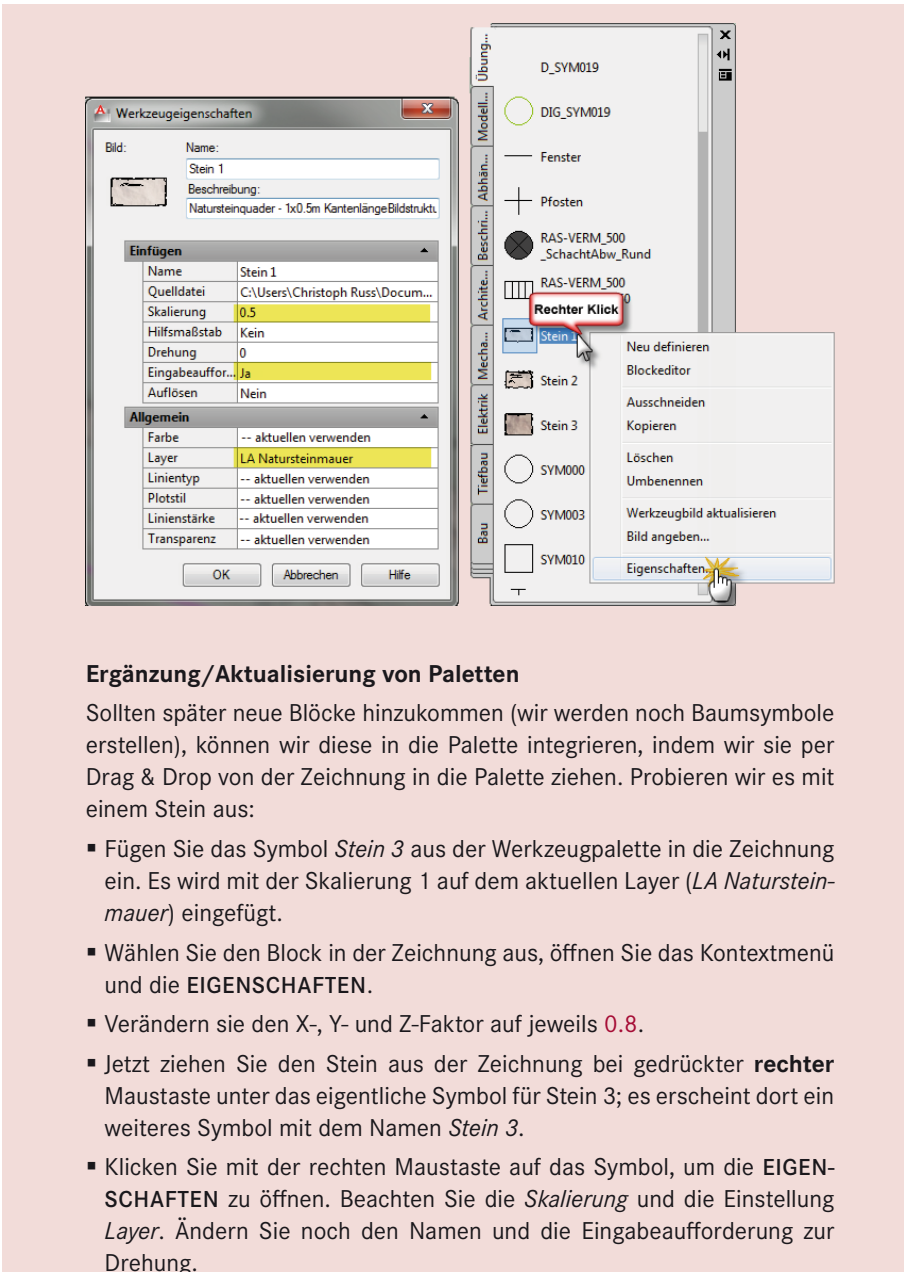 Werkzeugeigenschaften
Bild:
Name:
Stein 1
Beschreibung:
Natursteinquader - 1x0.5m KantenlängeBildstruktu
Einfügen
Name Stein 1
Quelldatei C:\Users\Christoph Russ\Docum...
Skalierung 0.5
Hilfsmaßstab Kein
Drehung 0
Eingabeauffor... Ja
Auflösen Nein
Allgemein
Farbe -- aktuellen verwenden
Layer LA Natursteinmauer
Linientyp -- aktuellen verwenden
Plotstil -- aktuellen verwenden
Linienstärke -- aktuellen verwenden
Transparenz -- aktuellen verwenden
OK Abbrechen Hilfe
Übung...
Modell...
Abhän...
Beschri...
Archite...
Mecha...
Elektrik
Tiefbau
Bau
D_SYM019
DIG_SYM019
Fenster
Pfosten
RAS-VERM_500
_SchachtAbw_Rund
RAS-VERM_500
Rechter Klick
Stein 1
Stein 2
Stein 3
SYM000
SYM003
SYM010
Neu definieren
Blockeditor
Ausschneiden
Kopieren
Löschen
Umbenennen
Werkzeugbild aktualisieren
Bild angeben...
Eigenschaften...
Ergänzung/Aktualisierung von Paletten
Sollten später neue Blöcke hinzukommen (wir werden noch Baumsymbole
erstellen), können wir diese in die Palette integrieren, indem wir sie per
Drag & Drop von der Zeichnung in die Palette ziehen. Probieren wir es mit
einem Stein aus:
▪ Fügen Sie das Symbol Stein 3 aus der Werkzeugpalette in die Zeichnung
ein. Es wird mit der Skalierung 1 auf dem aktuellen Layer (LA Naturstein-
mauer) eingefügt.
▪ Wählen Sie den Block in der Zeichnung aus, öffnen Sie das Kontextmenü
und die EIGENSCHAFTEN.
▪ Verändern sie den X-, Y- und Z-Faktor auf jeweils 0.8.
▪ Jetzt ziehen Sie den Stein aus der Zeichnung bei gedrückter rechter
Maustaste unter das eigentliche Symbol für Stein 3; es erscheint dort ein
weiteres Symbol mit dem Namen Stein 3.
▪ Klicken Sie mit der rechten Maustaste auf das Symbol, um die EIGEN-
SCHAFTEN zu öffnen. Beachten Sie die Skalierung und die Einstellung
Layer. Ändern Sie noch den Namen und die Eingabeaufforderung zur
Drehung.